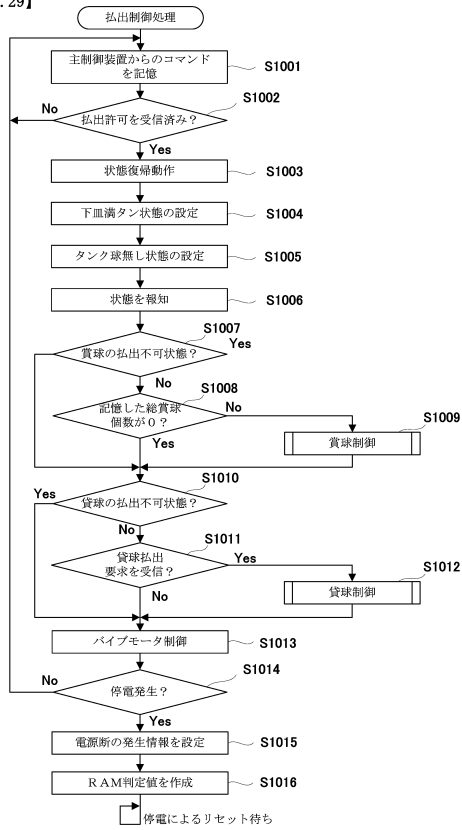 .29】
払出制御処理
主制御装置からのコマンド
を記憶
S1001
S1002
払出許可を受信済み？
No
Yes
状態復帰動作
S1003
下皿満タン状態の設定
S1004
タンク球無し状態の設定
S1005
状態を報知
S1006
S1007
賞球の払出不可状態？
Yes
No
S1008
記憶した総賞球
個数が０？
No
Yes
S1009
賞球制御
S1010
貸球の払出不可状態？
Yes
No
S1011
貸球払出
要求を受信？
Yes
No
S1012
貸球制御
バイブモータ制御
S1013
S1014
停電発生？
No
Yes
電源断の発生情報を設定
S1015
ＲＡＭ判定値を作成
S1016
停電によるリセット待ち